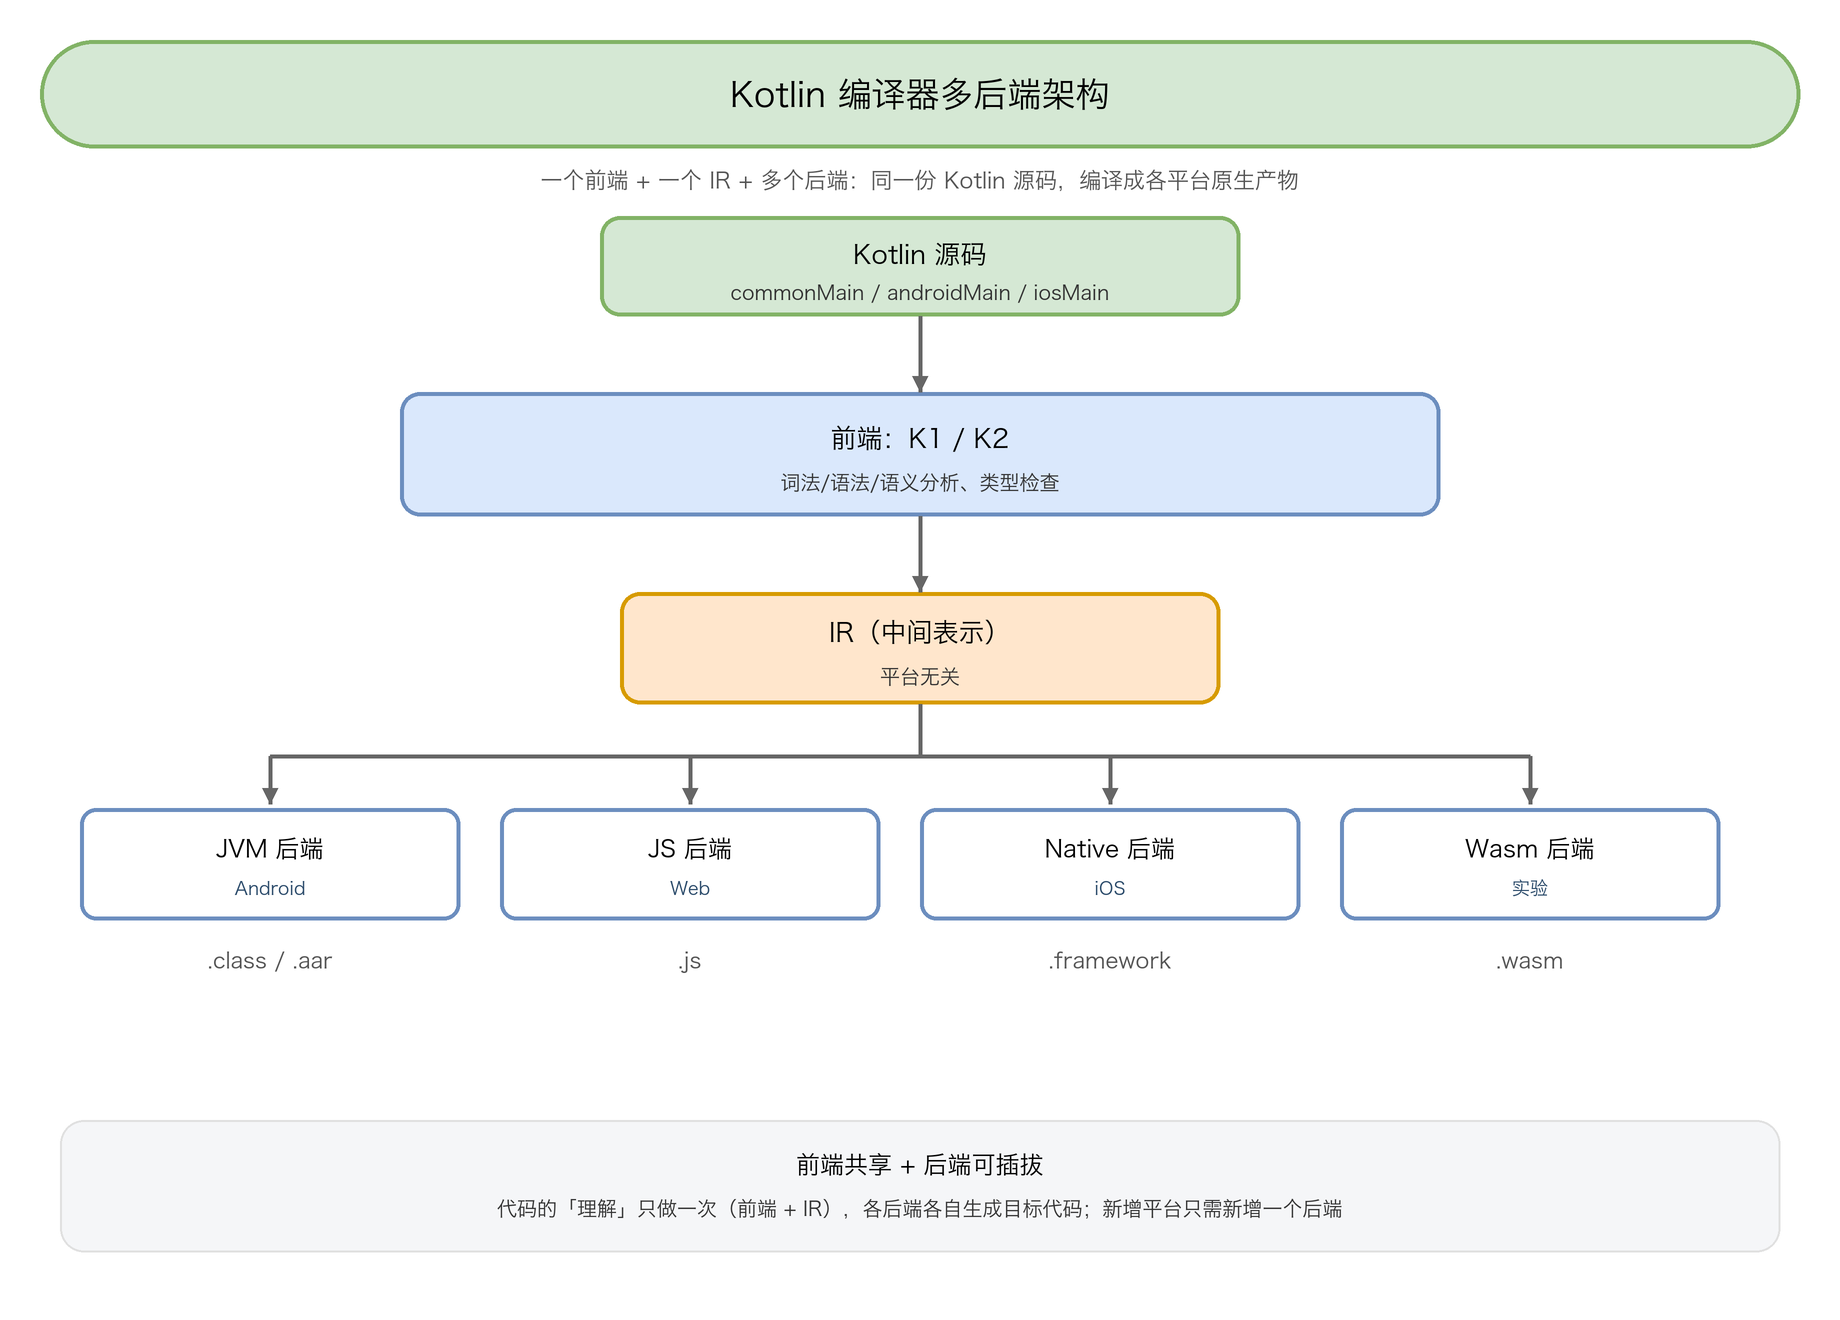 Kotlin 编译器多后端架构
一个前端 + 一个 IR + 多个后端：同一份 Kotlin 源码，编译成各平台原生产物
Kotlin 源码
commonMain / androidMain / iosMain
前端：K1 / K2
词法/语法/语义分析、类型检查
IR（中间表示）
平台无关
JVM 后端
Android
JS 后端
Web
Native 后端
iOS
Wasm 后端
实验
.class / .aar
.js
.framework
.wasm
前端共享 + 后端可插拔
代码的「理解」只做一次（前端 + IR），各后端各自生成目标代码；新增平台只需新增一个后端